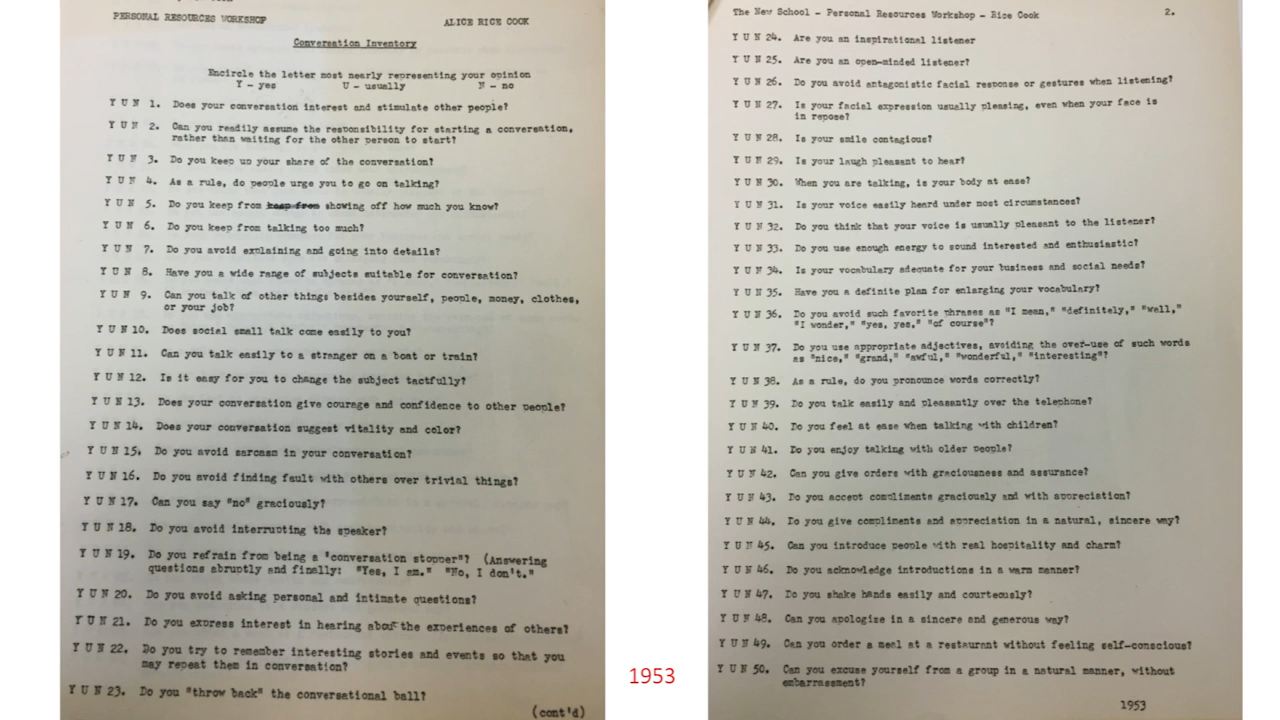 PERSONAL RESOURCES WORKSHOP
ALICE RICE COOK
Conversation Inventory
Encircle the letter most nearly representing your opinion
Y - yes U - usually N - no
Y U N 1. Does your conversation interest and stimulate other people?
Y U N 2. Can you readily assume the responsibility for starting a conversation,
rather than waiting for the other person to start?
Y U N 3. Do you keep up your share of the conversation?
Y U N 4. As a rule, do people urge you to go on talking?
Y U N 5. Do you keep from keep from showing off how much you know?
Y U N 6. Do you keep from talking too much?
Y U N 7. Do you avoid explaining and going into details?
Y U N 8. Have you a wide range of subjects suitable for conversation?
Y U N 9. Can you talk of other things besides yourself, people, money, clothes,
or your job?
Y U N 10. Does social small talk come easily to you?
Y U N 11. Can you talk easily to a stranger on a boat or train?
Y U N 12. Is it easy for you to change the subject tactfully?
Y U N 13. Does your conversation give courage and confidence to other people?
Y U N 14. Does your conversation suggest vitality and color?
Y U N 15. Do you avoid sarcasm in your conversation?
Y U N 16. Do you avoid finding fault with others over trivial things?
Y U N 17. Can you say "no" graciously?
Y U N 18. Do you avoid interrupting the speaker?
Y U N 19. Do you refrain from being a "conversation stopper"? (Answering
questions abruptly and finally: "Yes, I am." "No, I don't."
Y U N 20. Do you avoid asking personal and intimate questions?
Y U N 21. Do you express interest in hearing about the experiences of others?
Y U N 22. Do you try to remember interesting stories and events so that you
may repeat them in conversation?
Y U N 23. Do you "throw back" the conversational ball?
(cont'd)
1953
The New School - Personal Resources Workshop - Rice Cook 2.
Y U N 24. Are you an inspirational listener
Y U N 25. Are you an open-minded listener?
Y U N 26. Do you avoid antagonistic facial response or gestures when listening?
Y U N 27. Is your facial expression usually pleasing, even when your face is
in repose?
Y U N 28. Is your smile contagious?
Y U N 29. Is your laugh pleasant to hear?
Y U N 30. When you are talking, is your body at ease?
Y U N 31. Is your voice easily heard under most circumstances?
Y U N 32. Do you think that your voice is usually pleasant to the listener?
Y U N 33. Do you use enough energy to sound interested and enthusiastic?
Y U N 34. Is your vocabulary adequate for your business and social needs?
Y U N 35. Have you a definite plan for enlarging your vocabulary?
Y U N 36. Do you avoid such favorite phrases as "I mean," "definitely," "well,"
"I wonder," "yes, yes," "of course"?
Y U N 37. Do you use appropriate adjectives, avoiding the over-use of such words
as "nice," "grand," "awful," "wonderful," "interesting"?
Y U N 38. As a rule, do you pronounce words correctly?
Y U N 39. Do you talk easily and pleasantly over the telephone?
Y U N 40. Do you feel at ease when talking with children?
Y U N 41. Do you enjoy talking with older people?
Y U N 42. Can you give orders with graciousness and assurance?
Y U N 43. Do you accept compliments graciously and with appreciation?
Y U N 44. Do you give compliments and appreciation in a natural, sincere way?
Y U N 45. Can you introduce people with real hospitality and charm?
Y U N 46. Do you acknowledge introductions in a warm manner?
Y U N 47. Do you shake hands easily and courteously?
Y U N 48. Can you apologize in a sincere and generous way?
Y U N 49. Can you order a meal at a restaurant without feeling self-conscious?
Y U N 50. Can you excuse yourself from a group in a natural manner, without
embarrassment?
1953